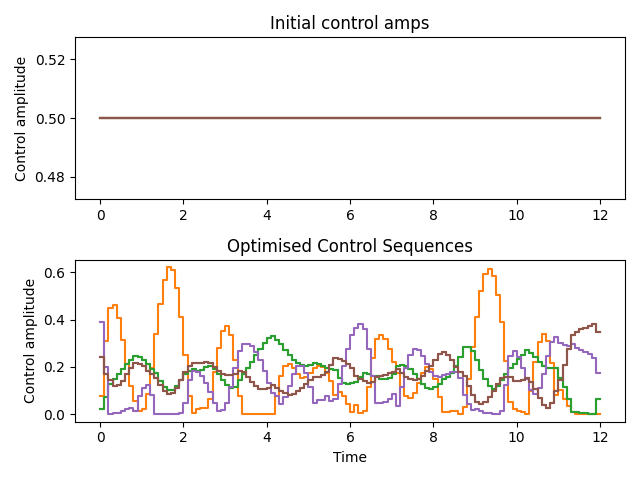 Initial control amps
Control amplitude
0.52
0.50
0.48
0 2 4 6 8 10 12
Optimised Control Sequences
Control amplitude
0.6
0.4
0.2
0.0
0 2 4 6 8 10 12
Time